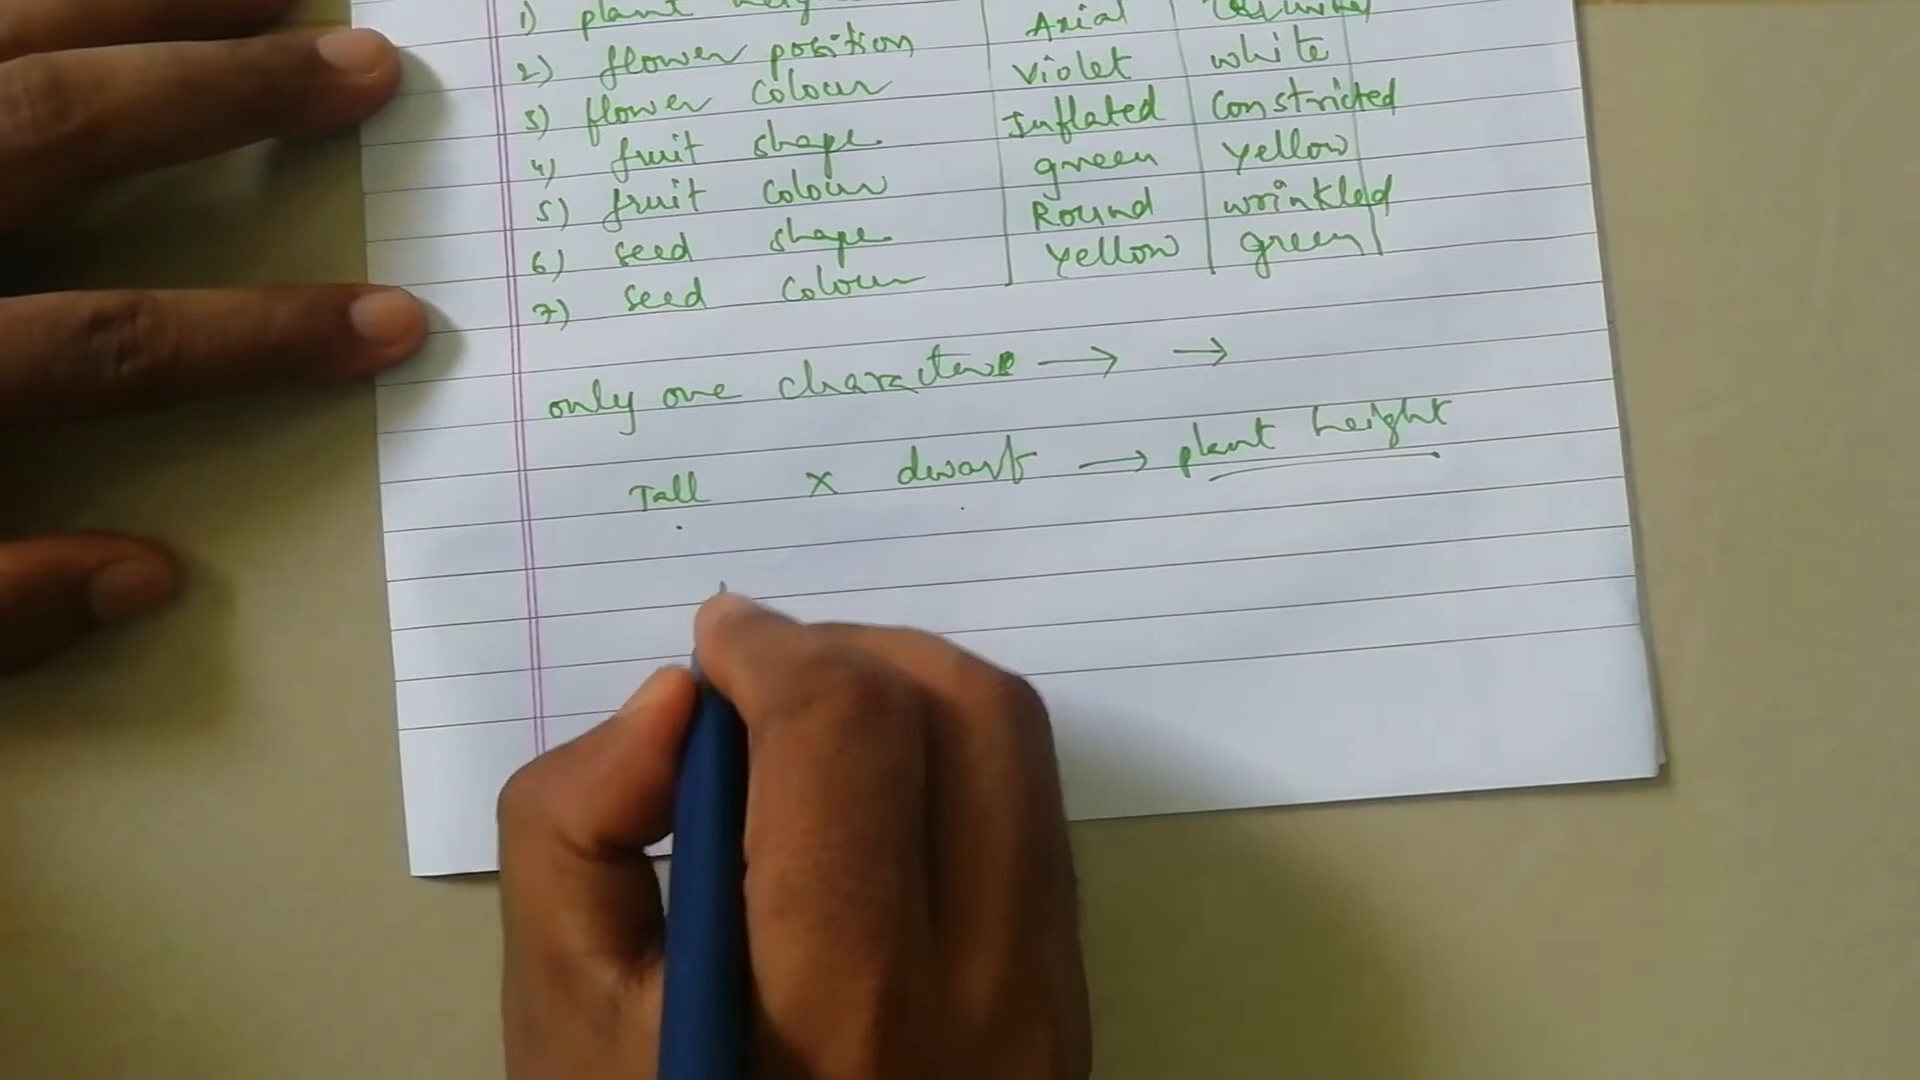 1) plant
2) flower position Axial
3) flower colour violet white
4) fruit shape Inflated Constricted
5) fruit colour green yellow
6) seed shape Round wrinkled
7) seed colour yellow green
only one character → →
Tall x dwarf → plant height